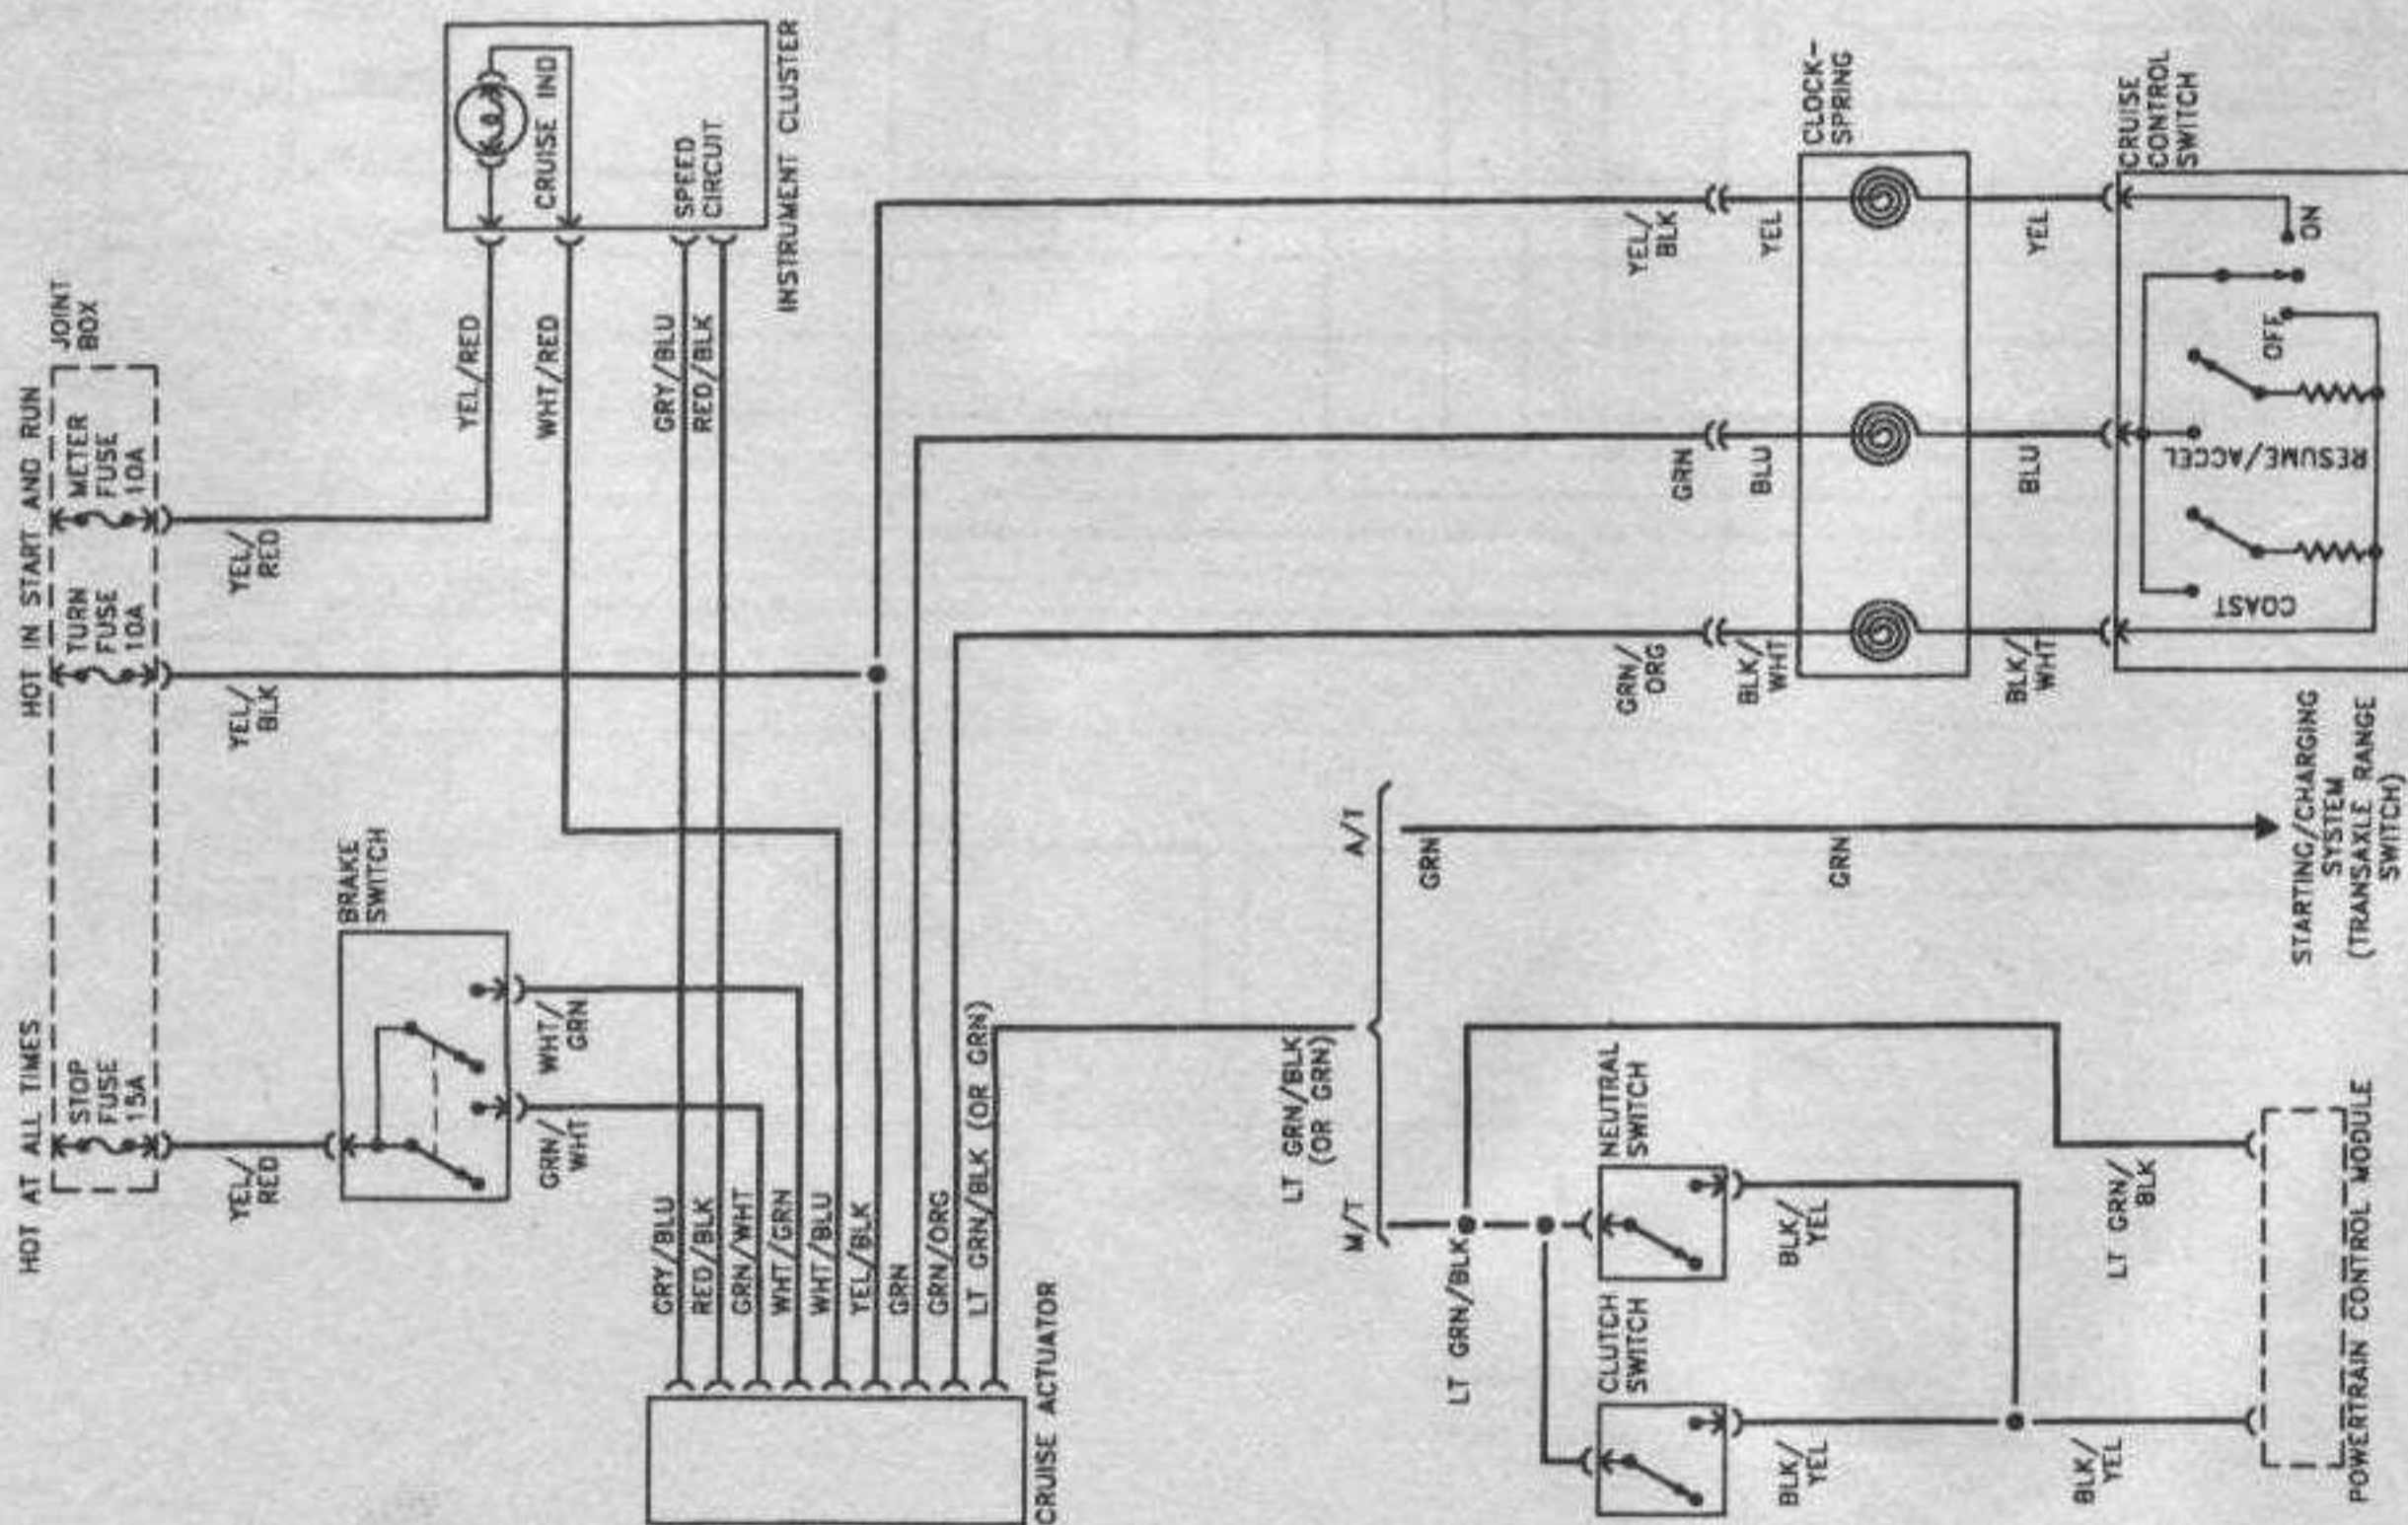 HOT AT ALL TIMES
HOT IN START AND RUN
STOP
FUSE
15A
TURN
FUSE
10A
METER
FUSE
10A
JOINT
BOX
YEL/
RED
YEL/
BLK
YEL/
RED
BRAKE
SWITCH
GRN/
WHT
WHT/
GRN
YEL/RED
WHT/RED
GRY/BLU
RED/BLK
CRUISE IND
SPEED
CIRCUIT
INSTRUMENT CLUSTER
GRY/BLU
RED/BLK
GRN/WHT
WHT/GRN
WHT/BLU
YEL/BLK
GRN
GRN/ORG
LT GRN/BLK (OR GRN)
CRUISE ACTUATOR
LT GRN/BLK
(OR GRN)
M/T
A/T
GRN
GRN
LT GRN/BLK
CLUTCH
SWITCH
NEUTRAL
SWITCH
BLK/
YEL
BLK/
YEL
BLK/
YEL
LT GRN/
BLK
POWERTRAIN CONTROL MODULE
STARTING/CHARGING
SYSTEM
(TRANSAXLE RANGE
SWITCH)
GRN/
ORG
GRN
YEL/
BLK
BLK/
WHT
BLU
YEL
CLOCK-
SPRING
BLK/
WHT
BLU
YEL
CRUISE
CONTROL
SWITCH
COAST
RESUME/ACCEL
OFF
ON